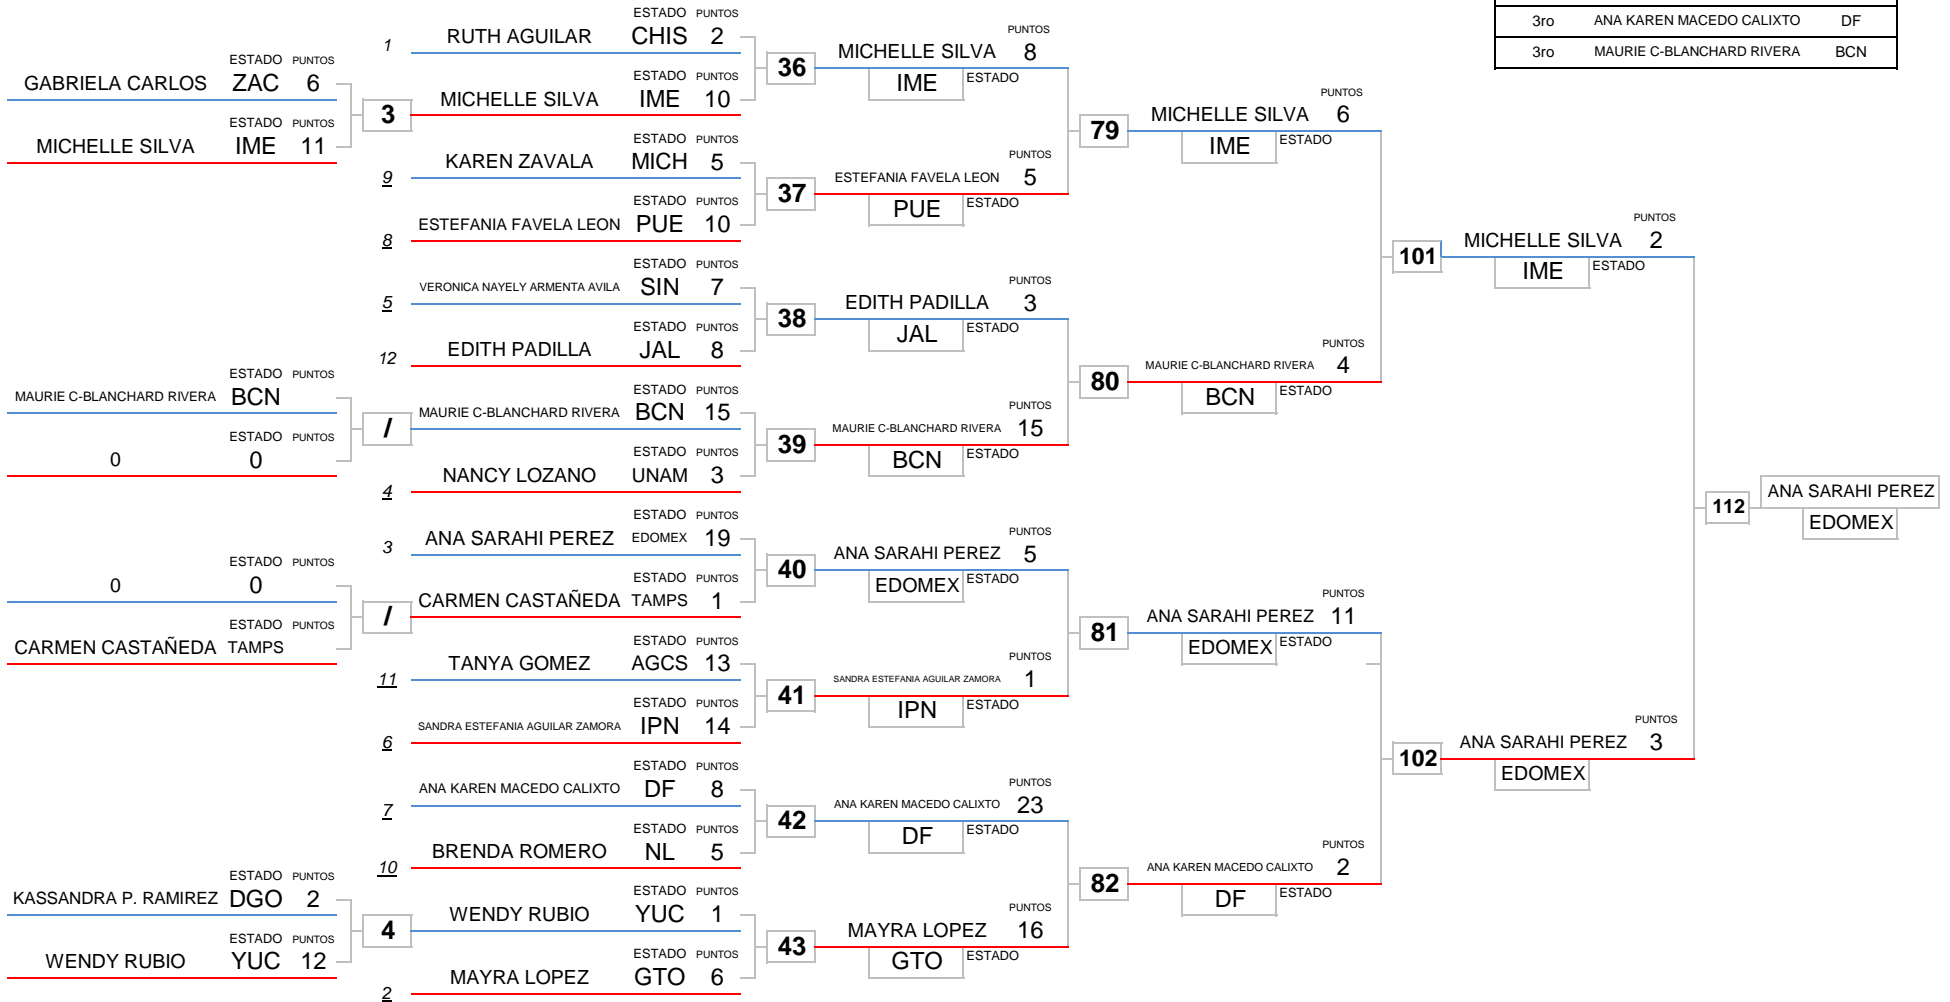 3ro ANA KAREN MACEDO CALIXTO DF
3ro MAURIE C-BLANCHARD RIVERA BCN
ESTADO PUNTOS
GABRIELA CARLOS ZAC 6
ESTADO PUNTOS
MICHELLE SILVA IME 11
3
ESTADO PUNTOS
MAURIE C-BLANCHARD RIVERA BCN
ESTADO PUNTOS
0 0
/
ESTADO PUNTOS
0 0
ESTADO PUNTOS
CARMEN CASTAÑEDA TAMPS
/
ESTADO PUNTOS
KASSANDRA P. RAMIREZ DGO 2
ESTADO PUNTOS
WENDY RUBIO YUC 12
4
ESTADO PUNTOS
1 RUTH AGUILAR CHIS 2
ESTADO PUNTOS
MICHELLE SILVA IME 10
36
ESTADO PUNTOS
9 KAREN ZAVALA MICH 5
ESTADO PUNTOS
8 ESTEFANIA FAVELA LEON PUE 10
37
ESTADO PUNTOS
5 VERONICA NAYELY ARMENTA AVILA SIN 7
ESTADO PUNTOS
12 EDITH PADILLA JAL 8
38
ESTADO PUNTOS
MAURIE C-BLANCHARD RIVERA BCN 15
ESTADO PUNTOS
4 NANCY LOZANO UNAM 3
39
ESTADO PUNTOS
3 ANA SARAHI PEREZ EDOMEX 19
ESTADO PUNTOS
CARMEN CASTAÑEDA TAMPS 1
40
ESTADO PUNTOS
11 TANYA GOMEZ AGCS 13
ESTADO PUNTOS
6 SANDRA ESTEFANIA AGUILAR ZAMORA IPN 14
41
ESTADO PUNTOS
7 ANA KAREN MACEDO CALIXTO DF 8
ESTADO PUNTOS
10 BRENDA ROMERO NL 5
42
ESTADO PUNTOS
WENDY RUBIO YUC 1
ESTADO PUNTOS
2 MAYRA LOPEZ GTO 6
43
PUNTOS
MICHELLE SILVA 8
IME ESTADO
PUNTOS
ESTEFANIA FAVELA LEON 5
PUE ESTADO
79
PUNTOS
EDITH PADILLA 3
JAL ESTADO
PUNTOS
MAURIE C-BLANCHARD RIVERA 15
BCN ESTADO
80
PUNTOS
ANA SARAHI PEREZ 5
EDOMEX ESTADO
PUNTOS
SANDRA ESTEFANIA AGUILAR ZAMORA 1
IPN ESTADO
81
PUNTOS
ANA KAREN MACEDO CALIXTO 23
DF ESTADO
PUNTOS
MAYRA LOPEZ 16
GTO ESTADO
82
PUNTOS
MICHELLE SILVA 6
IME ESTADO
PUNTOS
MAURIE C-BLANCHARD RIVERA 4
BCN ESTADO
101
PUNTOS
ANA SARAHI PEREZ 11
EDOMEX ESTADO
PUNTOS
ANA KAREN MACEDO CALIXTO 2
DF ESTADO
102
PUNTOS
MICHELLE SILVA 2
IME ESTADO
PUNTOS
ANA SARAHI PEREZ 3
EDOMEX
112
ANA SARAHI PEREZ
EDOMEX